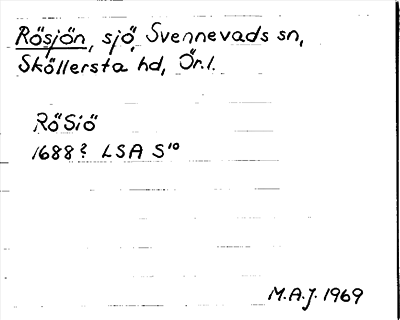 Rösjön, sjö, Svennevads sn,
Sköllersta hd, Ör.l.
RöSiö
1688? LSA S¹⁰
M.A.J. 1969